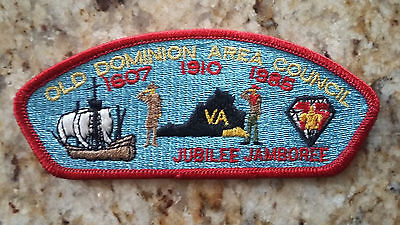 OLD DOMINION AREA COUNCIL
1607 1910 1985
VA
JUBILEE JAMBOREE